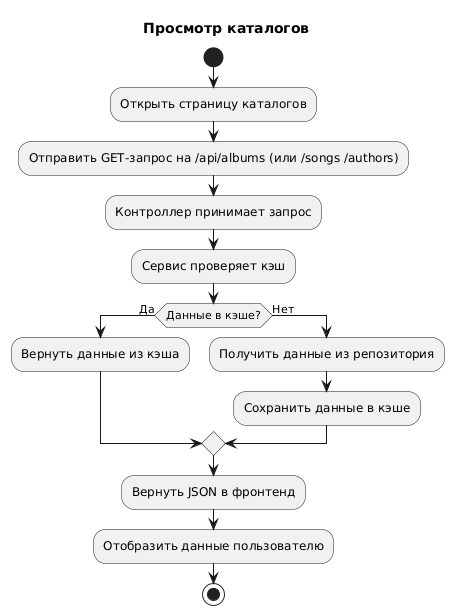 Просмотр каталогов
Открыть страницу каталогов
Отправить GET-запрос на /api/albums (или /songs /authors)
Контроллер принимает запрос
Сервис проверяет кэш
Да
Данные в кэше?
Нет
Вернуть данные из кэша
Получить данные из репозитория
Сохранить данные в кэше
Вернуть JSON в фронтенд
Отобразить данные пользователю